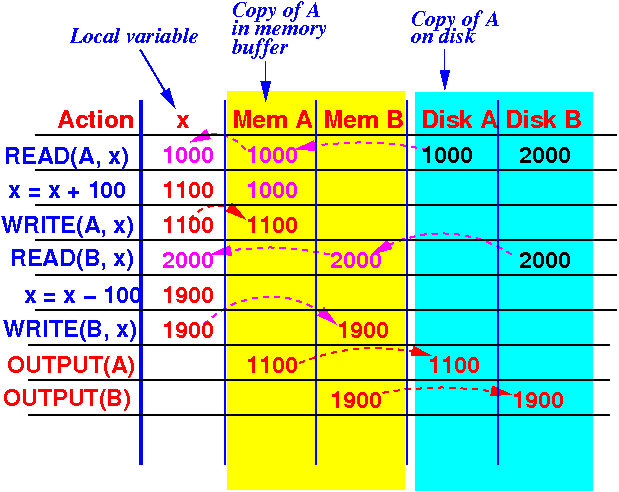 Local variable
Copy of A
in memory
buffer
Copy of A
on disk
Action x Mem A Mem B Disk A Disk B
READ(A, x) 1000 1000 1000 2000
x = x + 100 1100 1000
WRITE(A, x) 1100 1100
READ(B, x) 2000 2000 2000
x = x − 100 1900
WRITE(B, x) 1900 1900
OUTPUT(A) 1100 1100
OUTPUT(B) 1900 1900